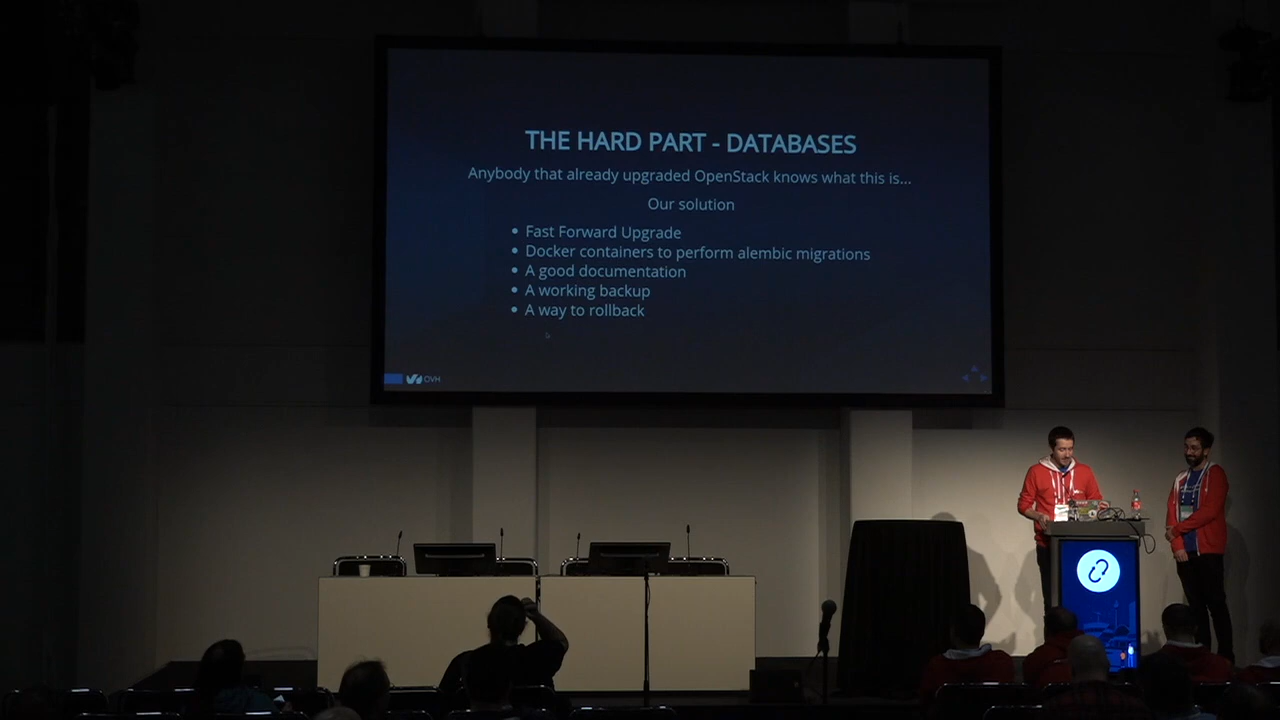 THE HARD PART - DATABASES
Anybody that already upgraded OpenStack knows what this is...
Our solution
• Fast Forward Upgrade
• Docker containers to perform alembic migrations
• A good documentation
• A working backup
• A way to rollback
OVH